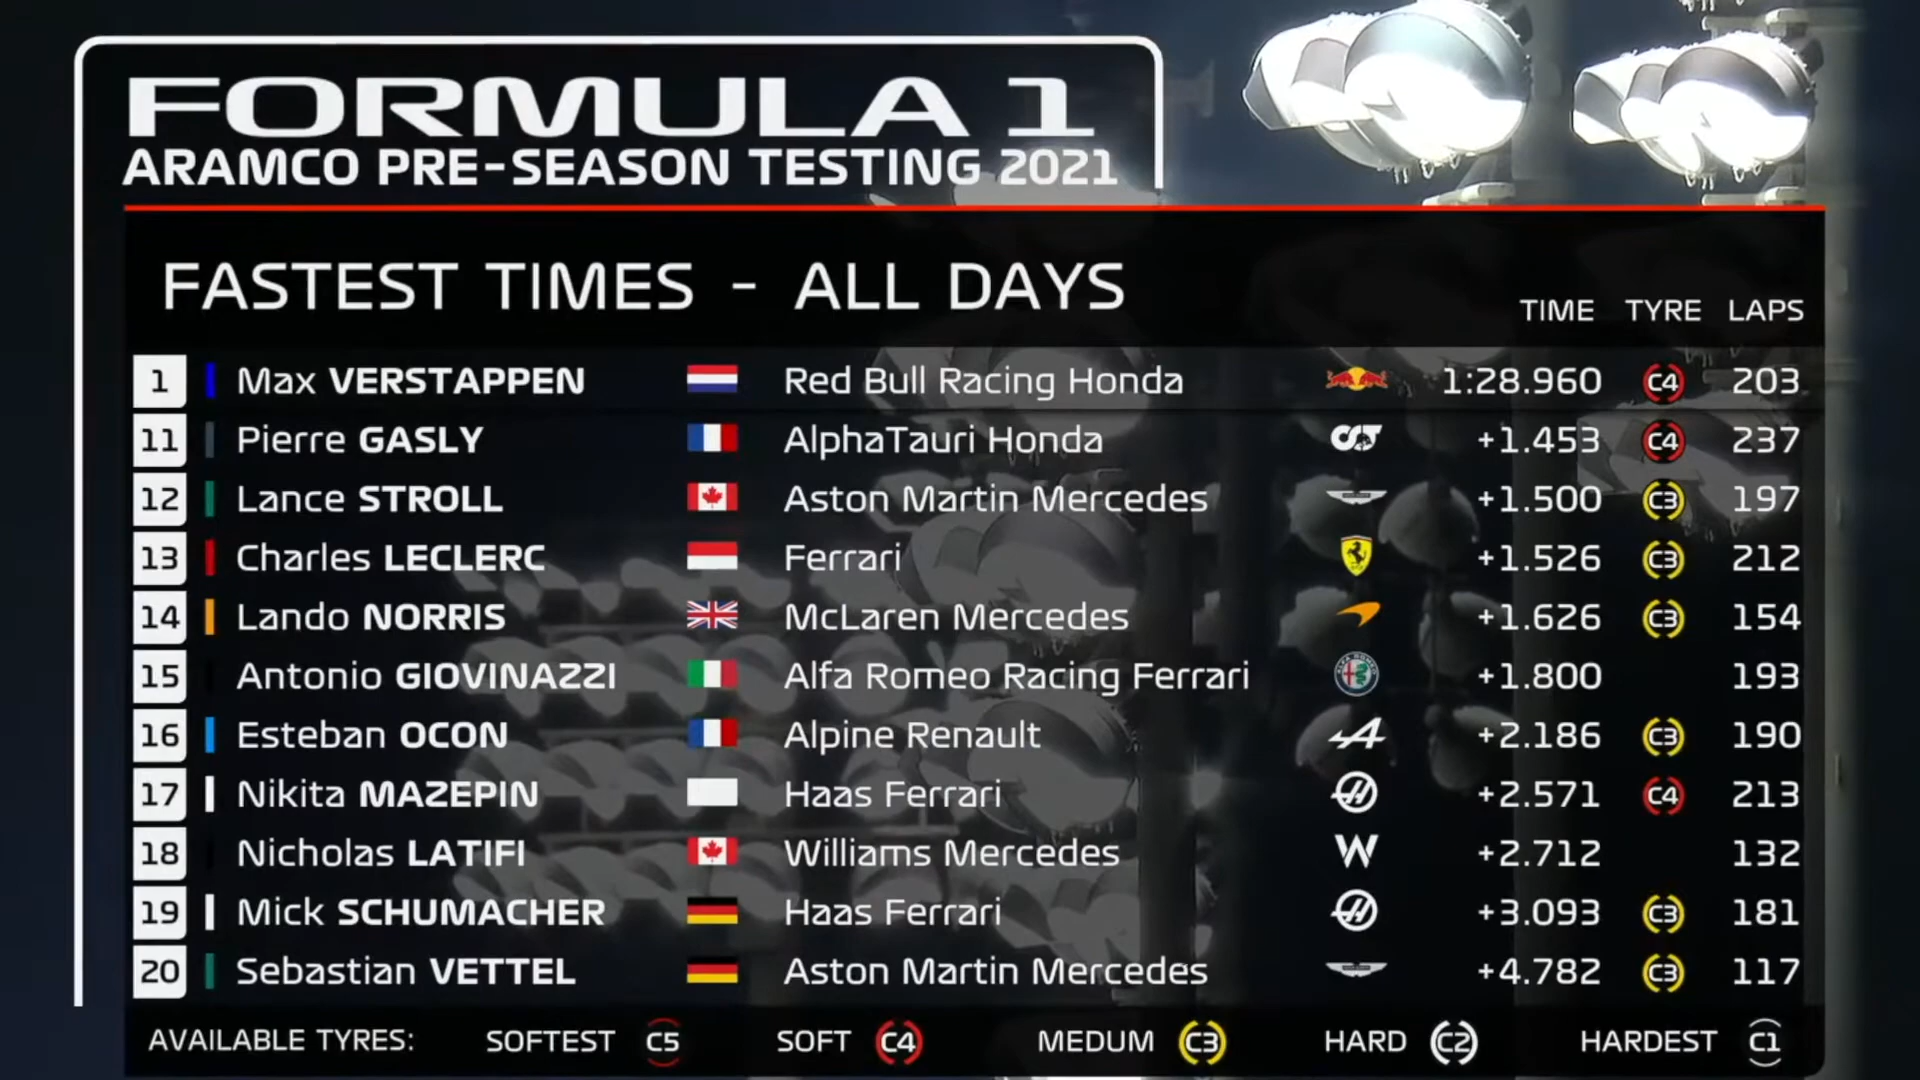 FORMULA 1
ARAMCO PRE-SEASON TESTING 2021
FASTEST TIMES - ALL DAYS
TIME TYRE LAPS
1 Max VERSTAPPEN Red Bull Racing Honda 1:28.960 C4 203
11 Pierre GASLY AlphaTauri Honda +1.453 C4 237
12 Lance STROLL Aston Martin Mercedes +1.500 C3 197
13 Charles LECLERC Ferrari +1.526 C3 212
14 Lando NORRIS McLaren Mercedes +1.626 C3 154
15 Antonio GIOVINAZZI Alfa Romeo Racing Ferrari +1.800 193
16 Esteban OCON Alpine Renault +2.186 C3 190
17 Nikita MAZEPIN Haas Ferrari +2.571 C4 213
18 Nicholas LATIFI Williams Mercedes W +2.712 132
19 Mick SCHUMACHER Haas Ferrari +3.093 C3 181
20 Sebastian VETTEL Aston Martin Mercedes +4.782 C3 117
AVAILABLE TYRES: SOFTEST C5 SOFT C4 MEDUM C3 HARD C2 HARDEST C1